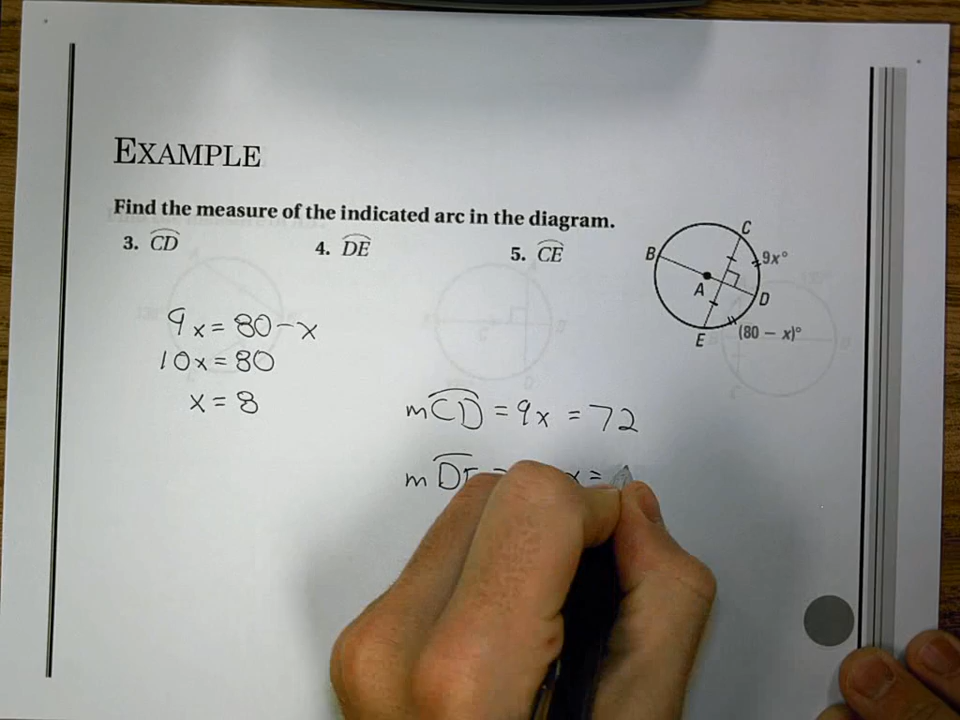 EXAMPLE
Find the measure of the indicated arc in the diagram.
3. CD
4. DE
5. CE
C
B
9x°
A
D
E
(80 − x)°
9x = 80 − x
10x = 80
x = 8
mCD = 9x = 72
m x =